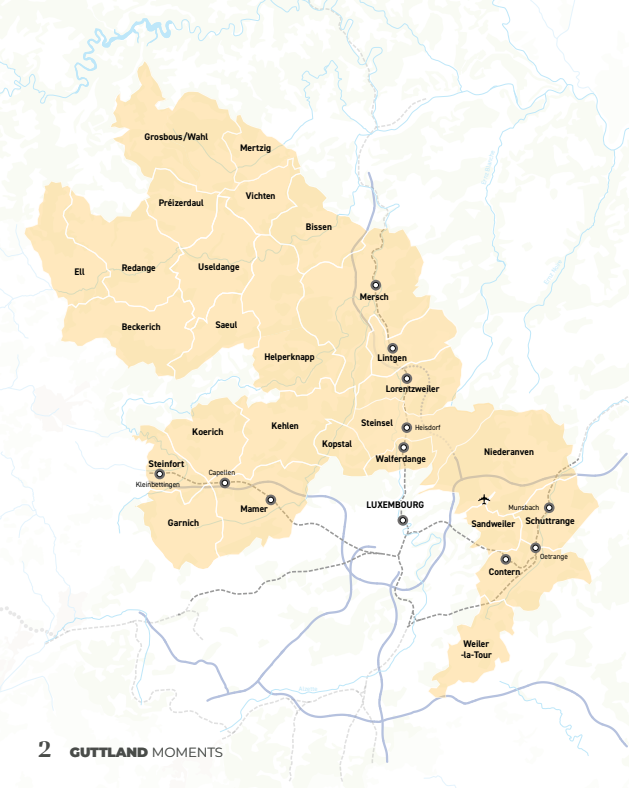 Grosbous/Wahl
Mertzig
Vichten
Préizerdaul
Bissen
Ell
Redange
Useldange
Mersch
Beckerich
Saeul
Helperknapp
Lintgen
Lorentzweiler
Koerich
Kehlen
Steinsel
Heisdorf
Kopstal
Walferdange
Niederanven
Steinfort
Capellen
Kleinbettingen
Mamer
LUXEMBOURG
Munsbach
Garnich
Sandweiler
Schuttrange
Oetrange
Contern
Weiler
-la-Tour
2 GUTTLAND MOMENTS